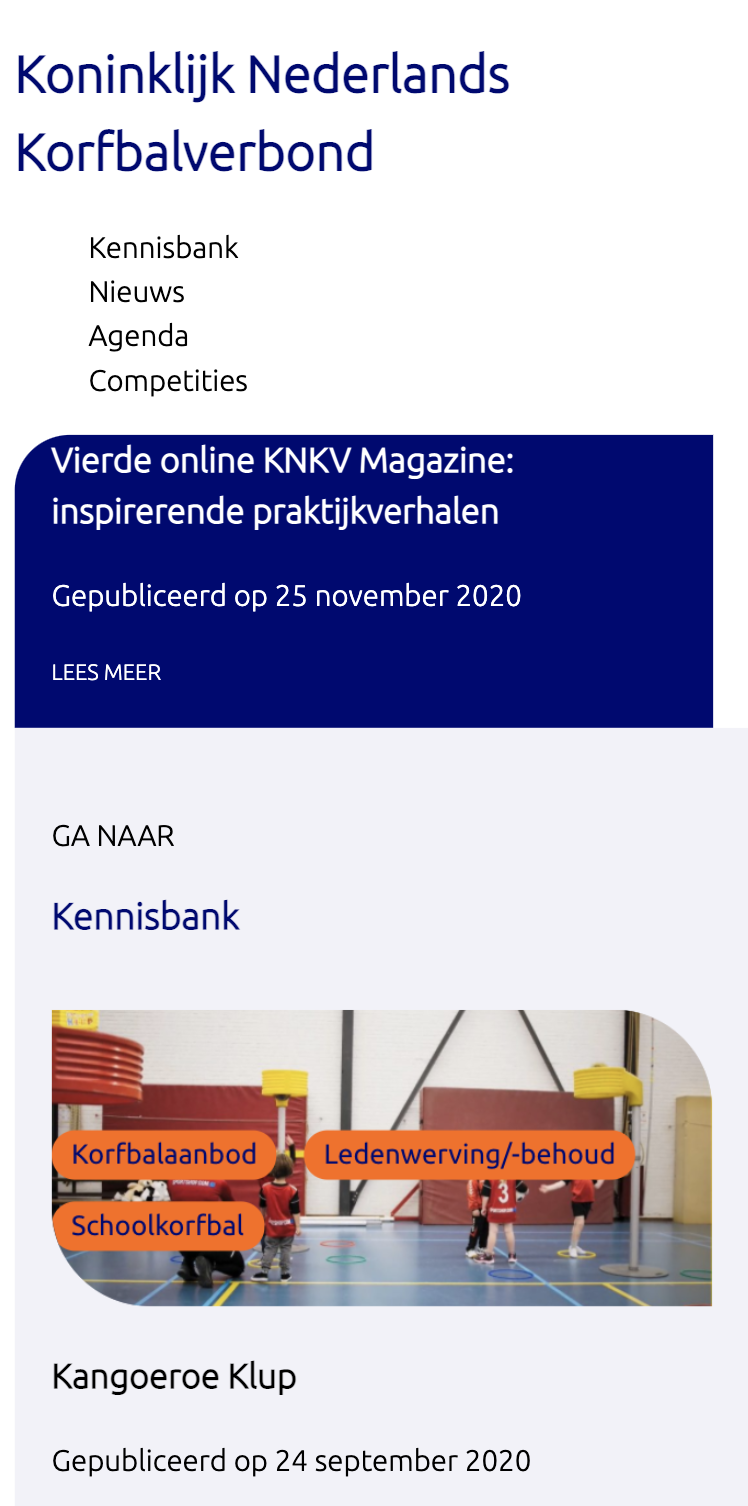 Koninklijk Nederlands
Korfbalverbond
Kennisbank
Nieuws
Agenda
Competities
Vierde online KNKV Magazine:
inspirerende praktijkverhalen
Gepubliceerd op 25 november 2020
LEES MEER
GA NAAR
Kennisbank
Korfbalaanbod
Ledenwerving/-behoud
Schoolkorfbal
3
Kangoeroe Klup
Gepubliceerd op 24 september 2020